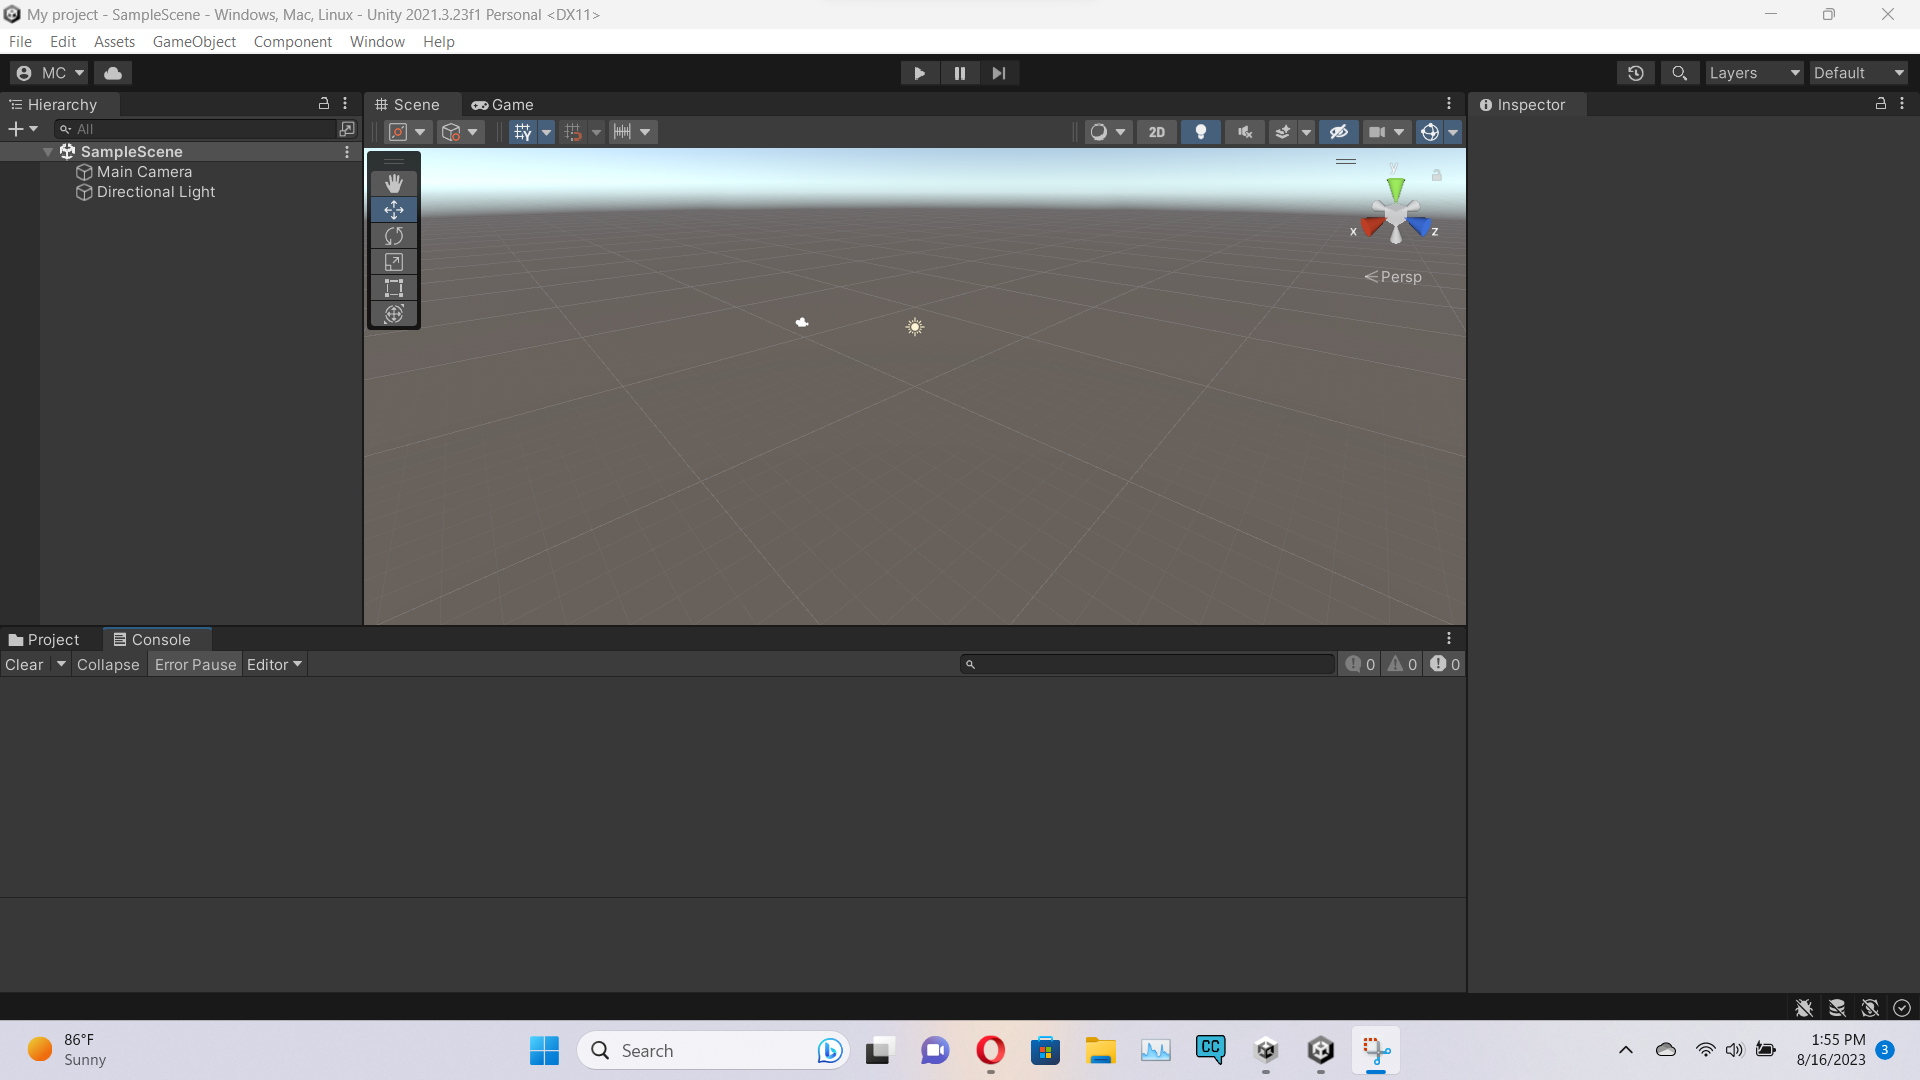 My project - SampleScene - Windows, Mac, Linux - Unity 2021.3.23f1 Personal <DX11>
File Edit Assets GameObject Component Window Help
MC
Layers Default
Hierarchy
Scene Game
Inspector
All
2D
SampleScene
Main Camera
Directional Light
y
x z
Persp
Project Console
Clear Collapse Error Pause Editor
0 0 0
86°F
Sunny
Search
CC
1:55 PM
8/16/2023
3